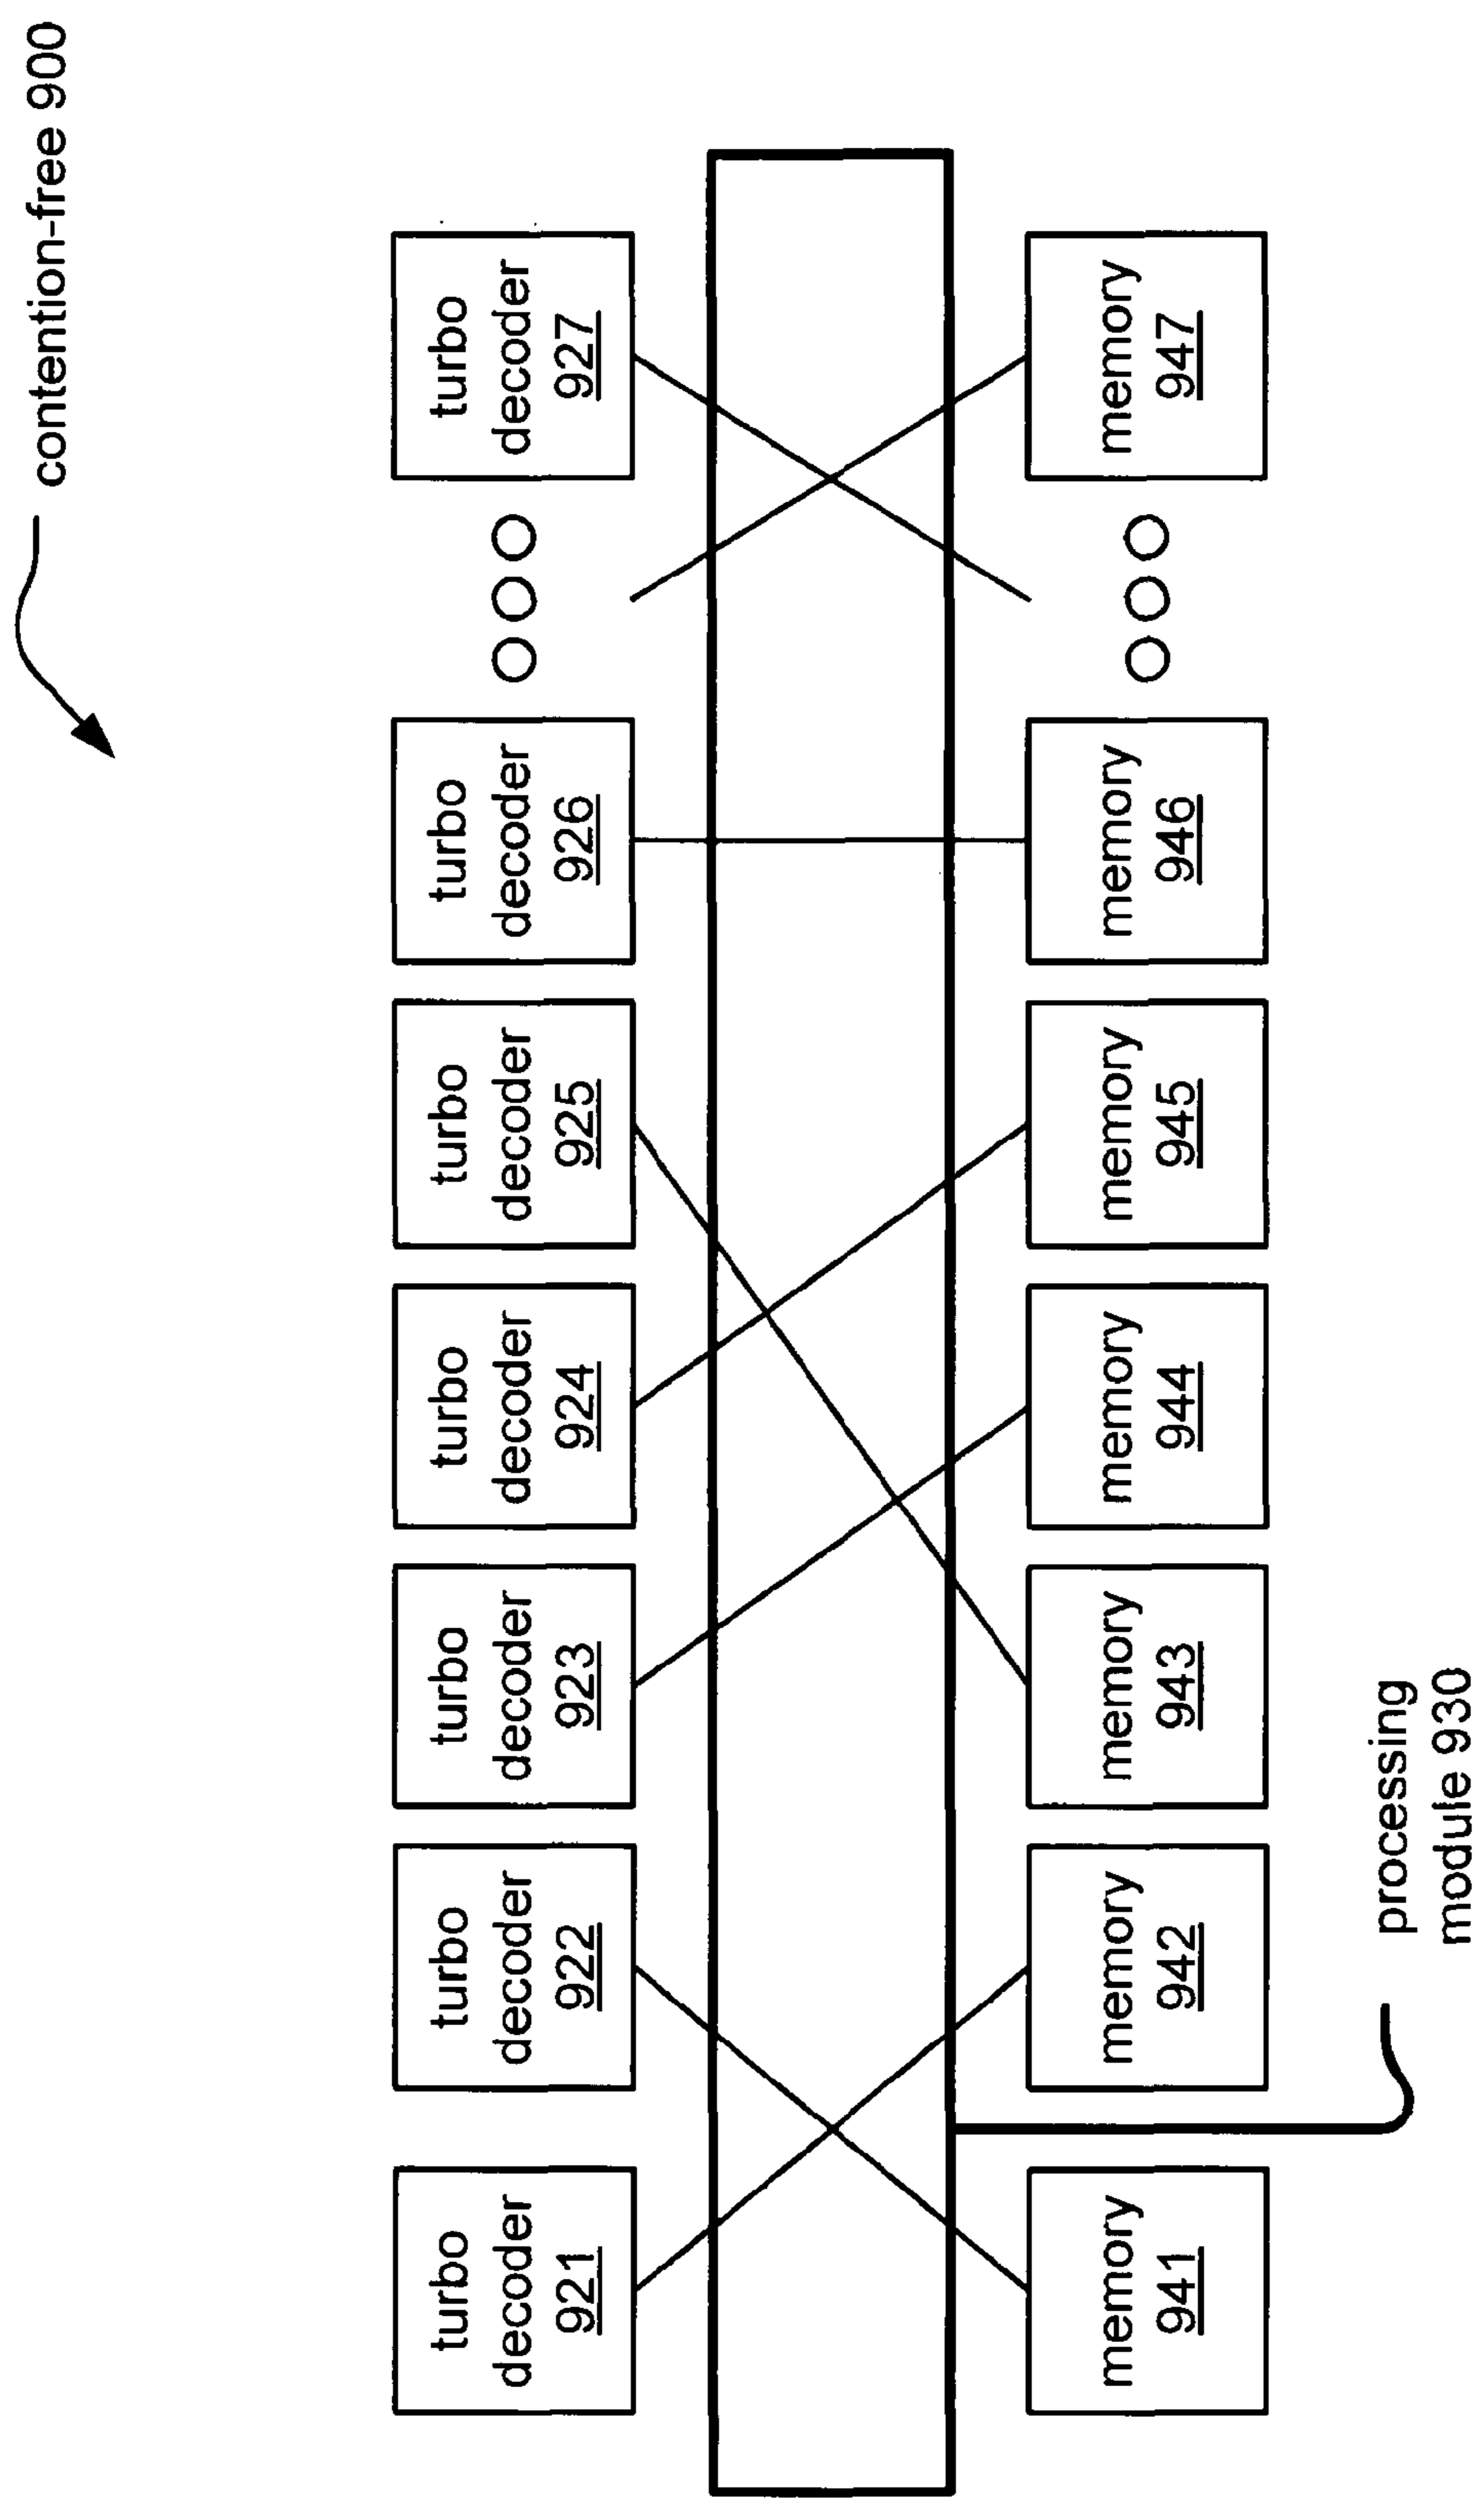 contention-free 900
turbo
decoder
921
turbo
decoder
922
turbo
decoder
923
turbo
decoder
924
turbo
decoder
925
turbo
decoder
926
turbo
decoder
927
memory
941
memory
942
memory
943
memory
944
memory
945
memory
946
memory
947
processing
module 930